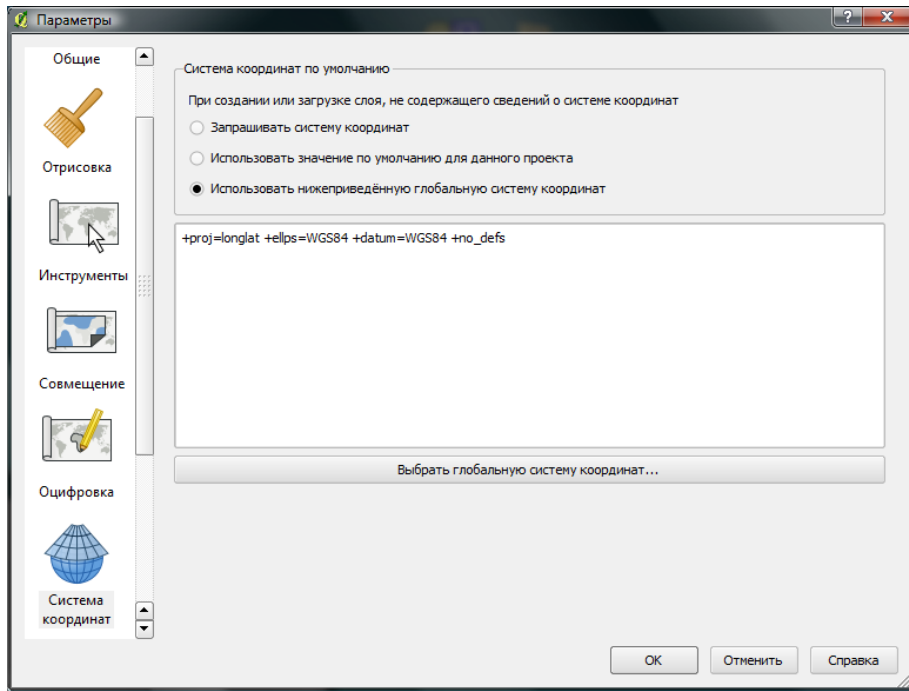 Параметры
Общие
Отрисовка
Инструменты
Совмещение
Оцифровка
Система
координат
Система координат по умолчанию
При создании или загрузке слоя, не содержащего сведений о системе координат
Запрашивать систему координат
Использовать значение по умолчанию для данного проекта
Использовать нижеприведённую глобальную систему координат
+proj=longlat +ellps=WGS84 +datum=WGS84 +no_defs
Выбрать глобальную систему координат...
OK
Отменить
Справка